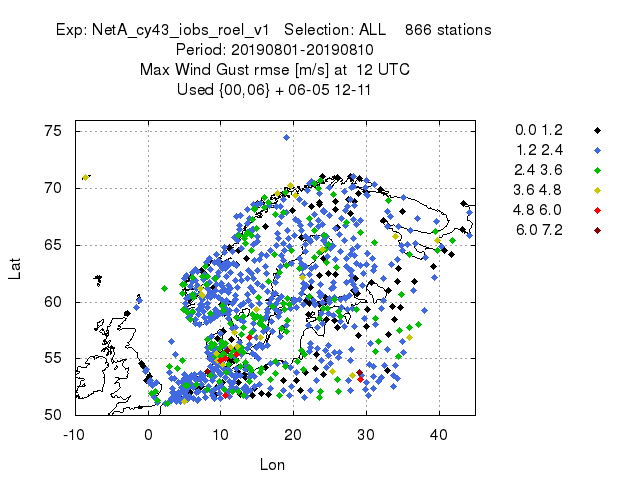 Exp: NetA_cy43_iobs_roel_v1 Selection: ALL 866 stations
Period: 20190801-20190810
Max Wind Gust rmse [m/s] at 12 UTC
Used {00,06} + 06-05 12-11
75
70
65
60
55
50
-10 0 10 20 30 40
Lat
Lon
0.0 1.2
1.2 2.4
2.4 3.6
3.6 4.8
4.8 6.0
6.0 7.2